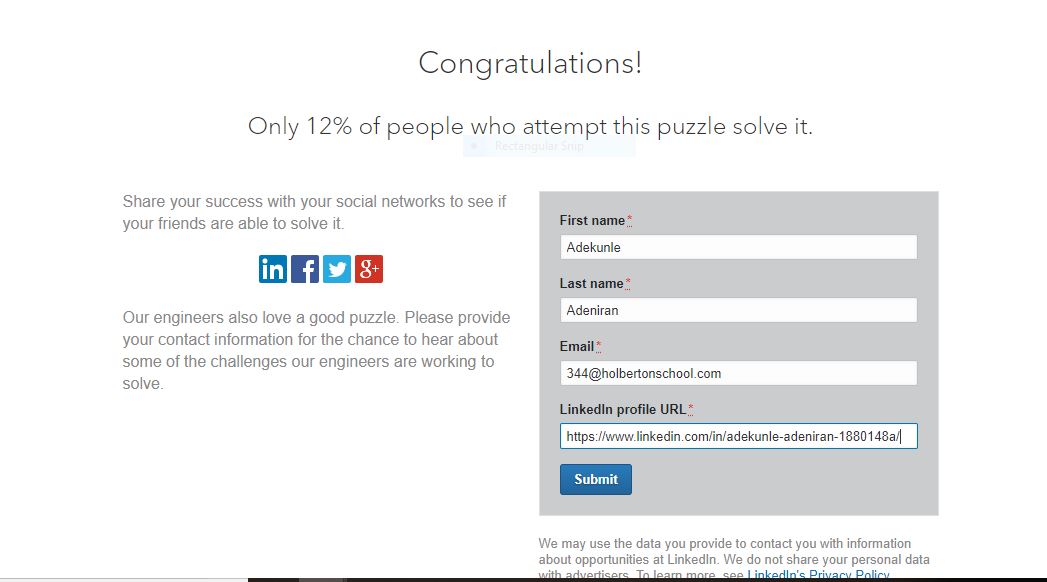 Congratulations!
Only 12% of people who attempt this puzzle solve it.
Rectangular Snip
Share your success with your social networks to see if
your friends are able to solve it.
in f g+
Our engineers also love a good puzzle. Please provide
your contact information for the chance to hear about
some of the challenges our engineers are working to
solve.
First name*
Adekunle
Last name*
Adeniran
Email*
344@holbertonschool.com
LinkedIn profile URL*
https://www.linkedin.com/in/adekunle-adeniran-1880148a/
Submit
We may use the data you provide to contact you with information
about opportunities at LinkedIn. We do not share your personal data
with advertisers. To learn more, see LinkedIn's Privacy Policy.